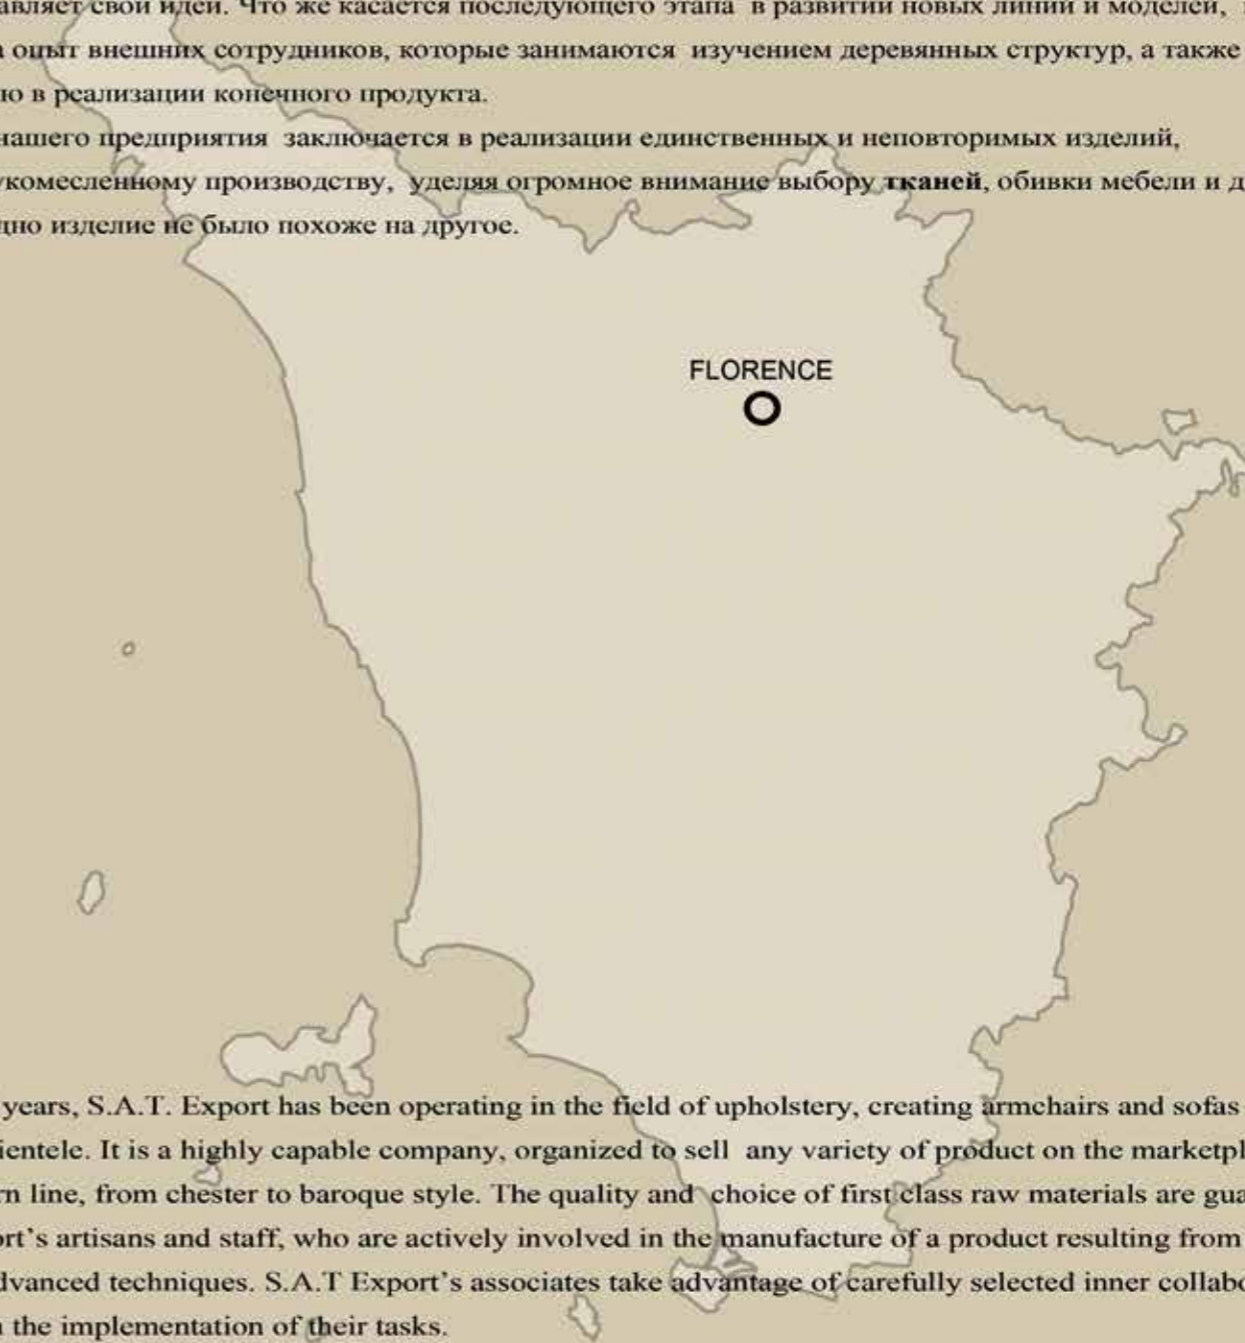 авляет свои идеи. Что же касается последующего этапа в развитии новых линий и моделей,
опыт внешних сотрудников, которые занимаются изучением деревянных структур, а также
ю в реализации конечного продукта.
нашего предприятия заключается в реализации единственных и неповторимых изделий,
укомесленному производству, уделяя огромное внимание выбору тканей, обивки мебели и д
дно изделие не было похоже на другое.
FLORENCE
years, S.A.T. Export has been operating in the field of upholstery, creating armchairs and sofas
ientele. It is a highly capable company, organized to sell any variety of product on the marketpl
rn line, from chester to baroque style. The quality and choice of first class raw materials are gua
ort's artisans and staff, who are actively involved in the manufacture of a product resulting from
dvanced techniques. S.A.T Export's associates take advantage of carefully selected inner collabo
the implementation of their tasks.